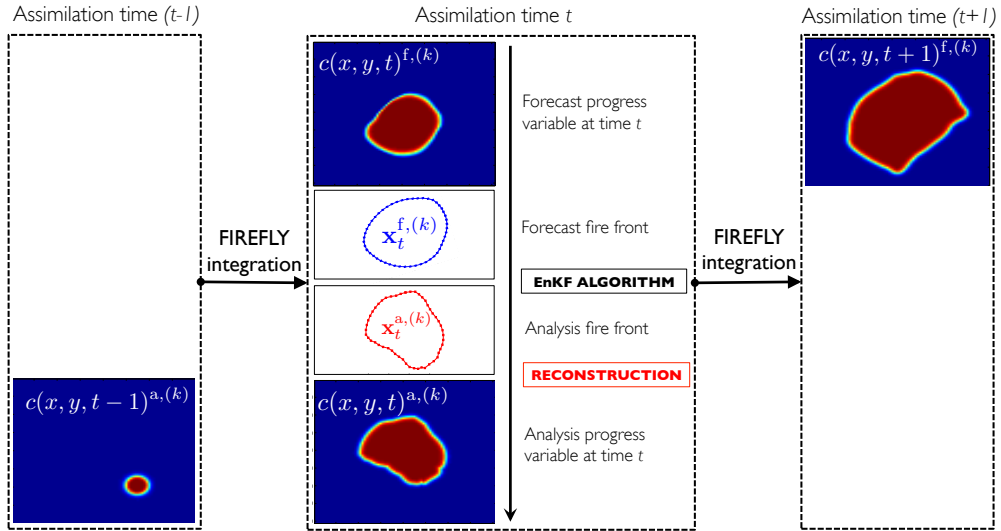 Assimilation time (t-1)
Assimilation time t
Assimilation time (t+1)
c(x, y, t − 1)^{a,(k)}
FIREFLY
integration
c(x, y, t)^{f,(k)}
Forecast progress
variable at time t
x_t^{f,(k)}
Forecast fire front
EnKF ALGORITHM
x_t^{a,(k)}
Analysis fire front
RECONSTRUCTION
c(x, y, t)^{a,(k)}
Analysis progress
variable at time t
FIREFLY
integration
c(x, y, t + 1)^{f,(k)}